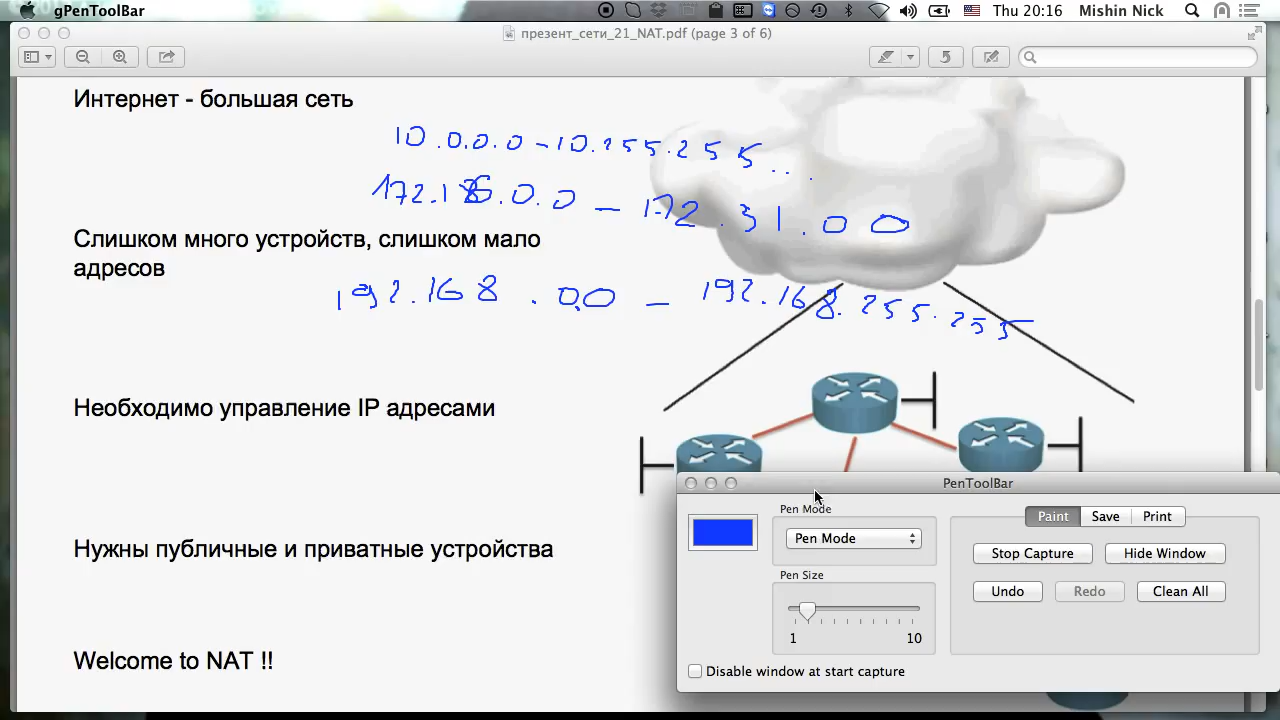 gPenToolBar Thu 20:16 Mishin Nick
презент_сети_21_NAT.pdf (page 3 of 6)
Интернет - большая сеть
10.0.0.0 - 10.255.255...
172.16.0.0 - 172.31.00
Слишком много устройств, слишком мало
адресов
192.168.0.0 - 192.168.255.255
Необходимо управление IP адресами
Нужны публичные и приватные устройства
Welcome to NAT !!
PenToolBar
Pen Mode
Pen Mode
Pen Size
1 10
Disable window at start capture
Paint Save Print
Stop Capture Hide Window
Undo Redo Clean All